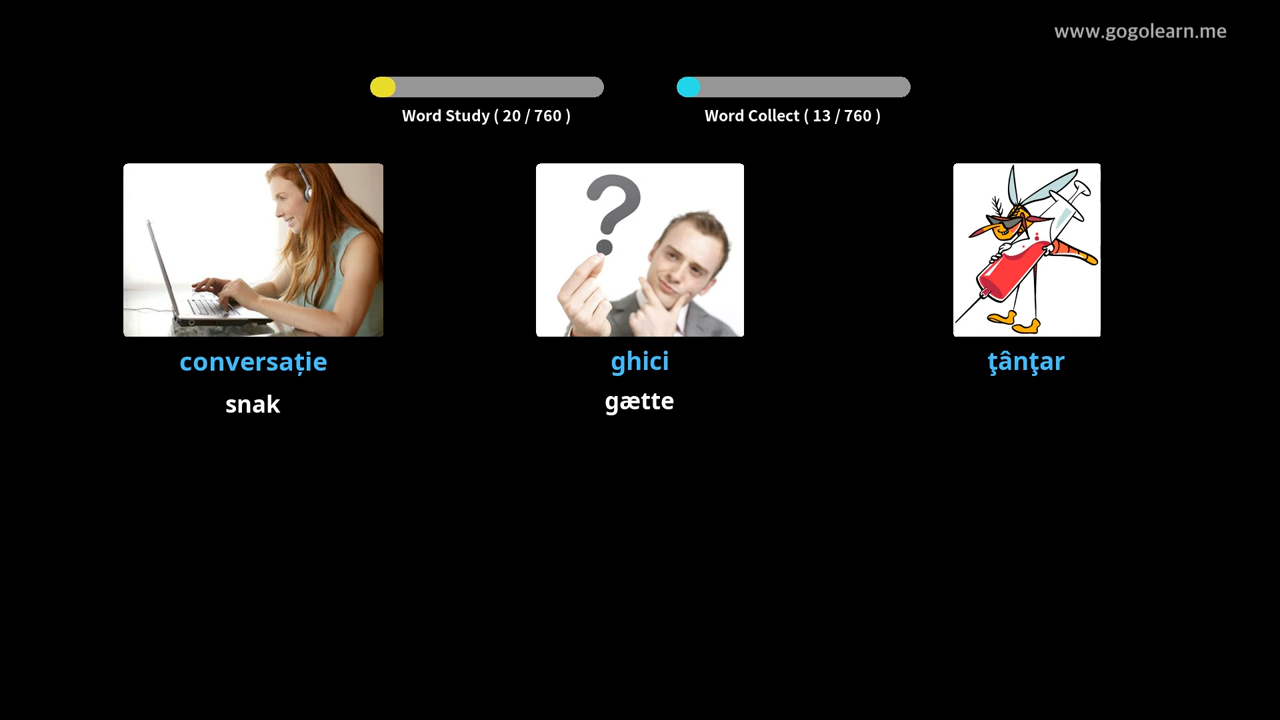 www.gogolearn.me
Word Study ( 20 / 760 )
Word Collect ( 13 / 760 )
conversație
ghici
ţânţar
snak
gætte